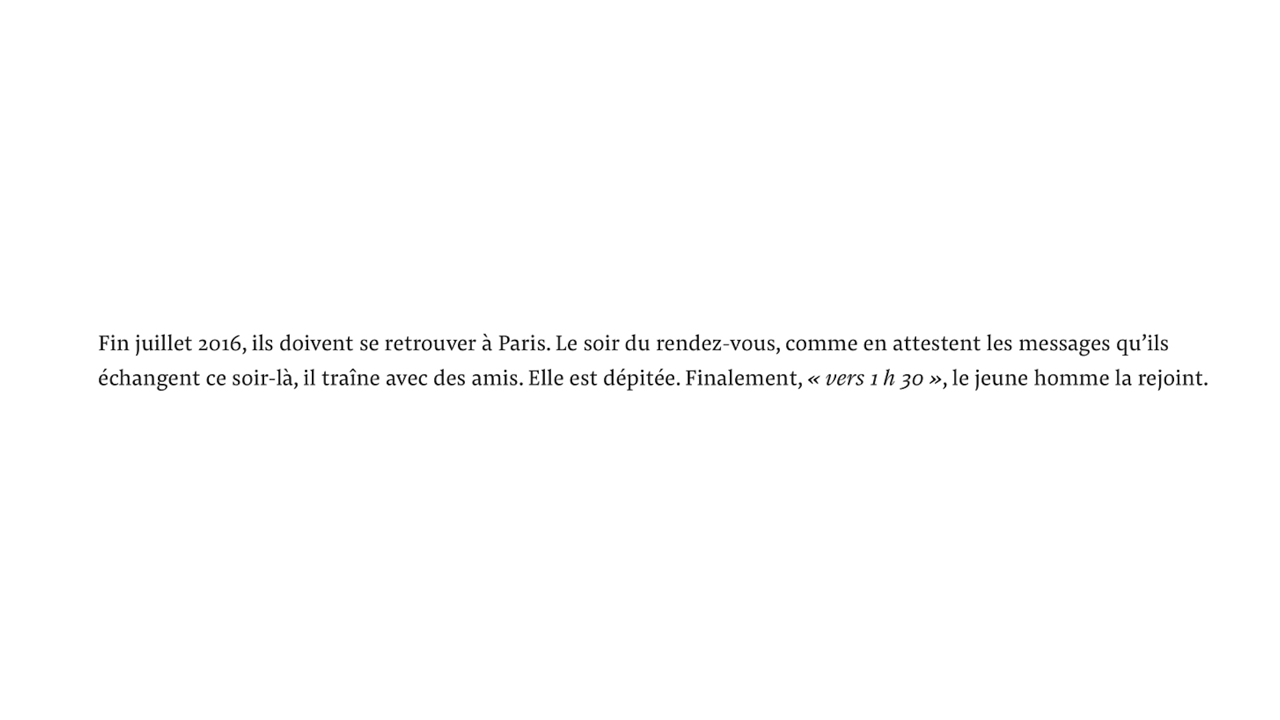 Fin juillet 2016, ils doivent se retrouver à Paris. Le soir du rendez-vous, comme en attestent les messages qu’ils
échangent ce soir-là, il traîne avec des amis. Elle est dépitée. Finalement, « vers 1 h 30 », le jeune homme la rejoint.